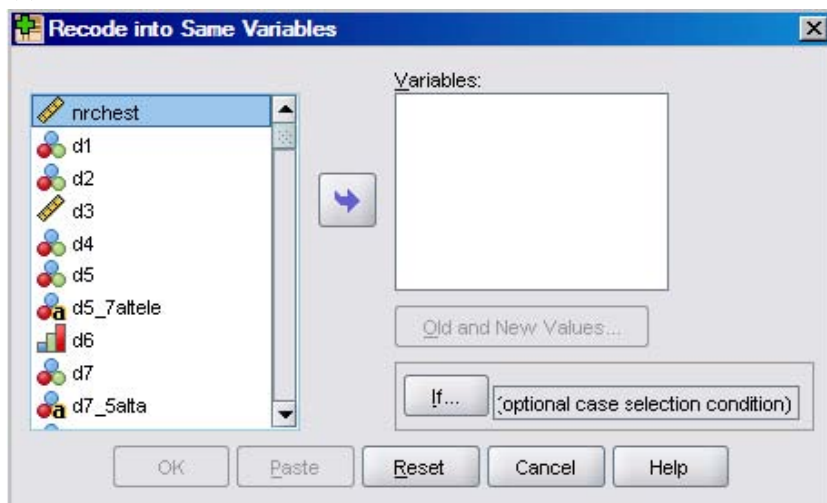 Recode into Same Variables
nrchest
d1
d2
d3
d4
d5
d5_7altele
d6
d7
d7_5alta
Variables:
Old and New Values...
If...
(optional case selection condition)
OK
Paste
Reset
Cancel
Help